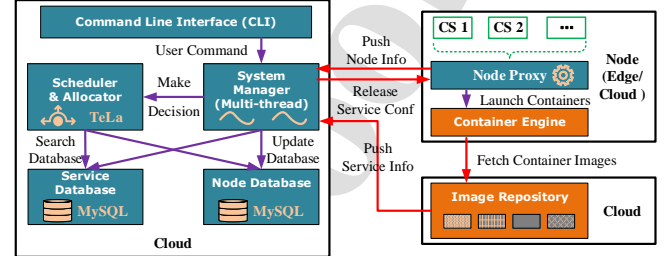 Command Line Interface (CLI)
User Command
Scheduler
& Allocator
TeLa
Make
Decision
System
Manager
(Multi-thread)
Search
Database
Update
Database
Service
Database
MySQL
Node Database
MySQL
Cloud
Push
Node Info
Release
Service Conf
Push
Service Info
CS 1
CS 2
...
Node Proxy
Node
(Edge/
Cloud )
Launch Containers
Container Engine
Fetch Container Images
Image Repository
Cloud